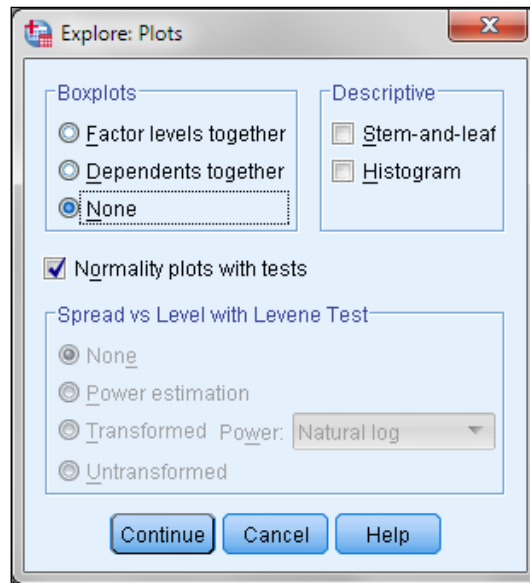 Explore: Plots
Boxplots
Factor levels together
Dependents together
None
Descriptive
Stem-and-leaf
Histogram
Normality plots with tests
Spread vs Level with Levene Test
None
Power estimation
Transformed Power: Natural log
Untransformed
Continue Cancel Help